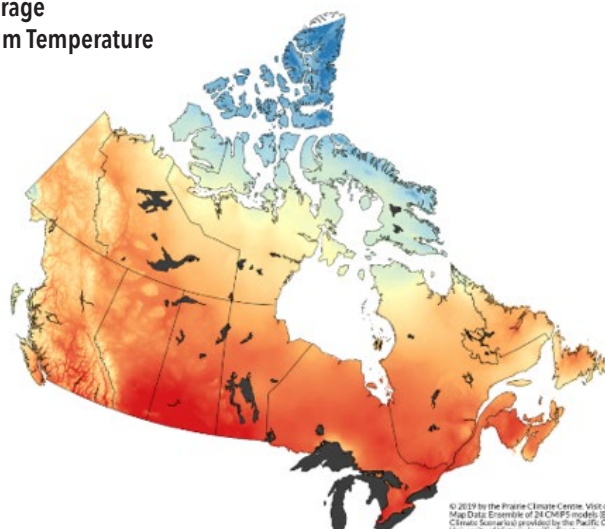 rage
m Temperature
© 2019 by the Prairie Climate Centre. Visit
Map Data: Ensemble of 24 CMIP5 models
Climate Scenarios) provided by the Pacific